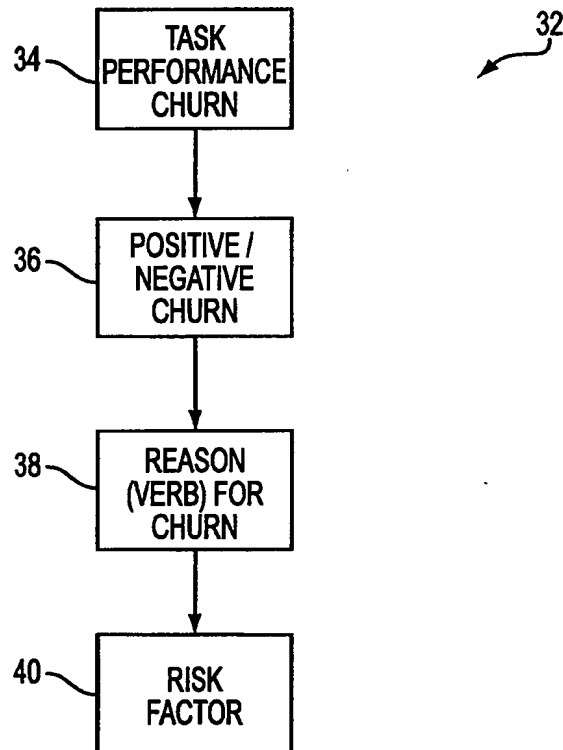 32
34
TASK
PERFORMANCE
CHURN
36
POSITIVE /
NEGATIVE
CHURN
38
REASON
(VERB) FOR
CHURN
40
RISK
FACTOR